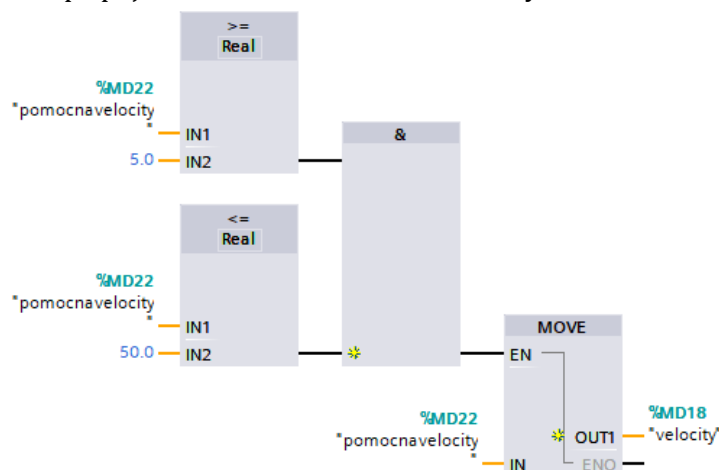 >=
Real
%MD22
"pomocnavelocity
"
IN1
5.0
IN2
&
<=
Real
%MD22
"pomocnavelocity
"
IN1
50.0
IN2
MOVE
EN
%MD22
"pomocnavelocity
"
IN
%MD18
OUT1
"velocity"
ENO